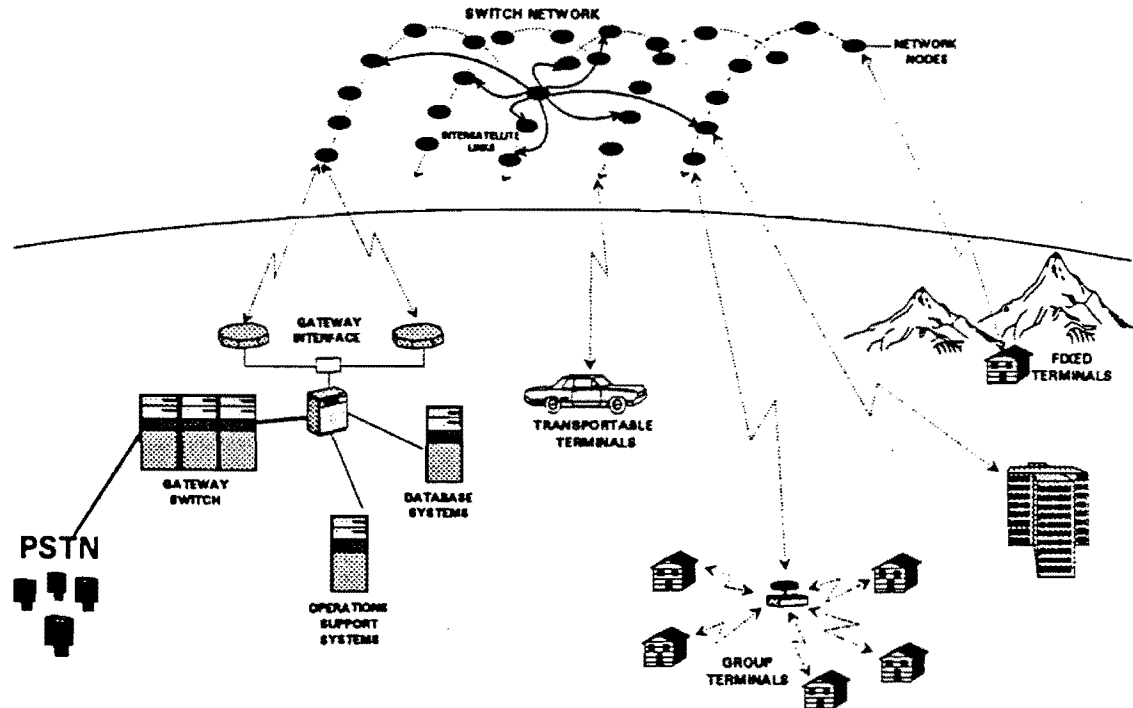 SWITCH NETWORK
NETWORK
NODES
INTERSATELLITE
LINKS
GATEWAY
INTERFACE
FIXED
TERMINALS
TRANSPORTABLE
TERMINALS
GATEWAY
SWITCH
DATABASE
SYSTEMS
PSTN
OPERATIONS
SUPPORT
SYSTEMS
GROUP
TERMINALS